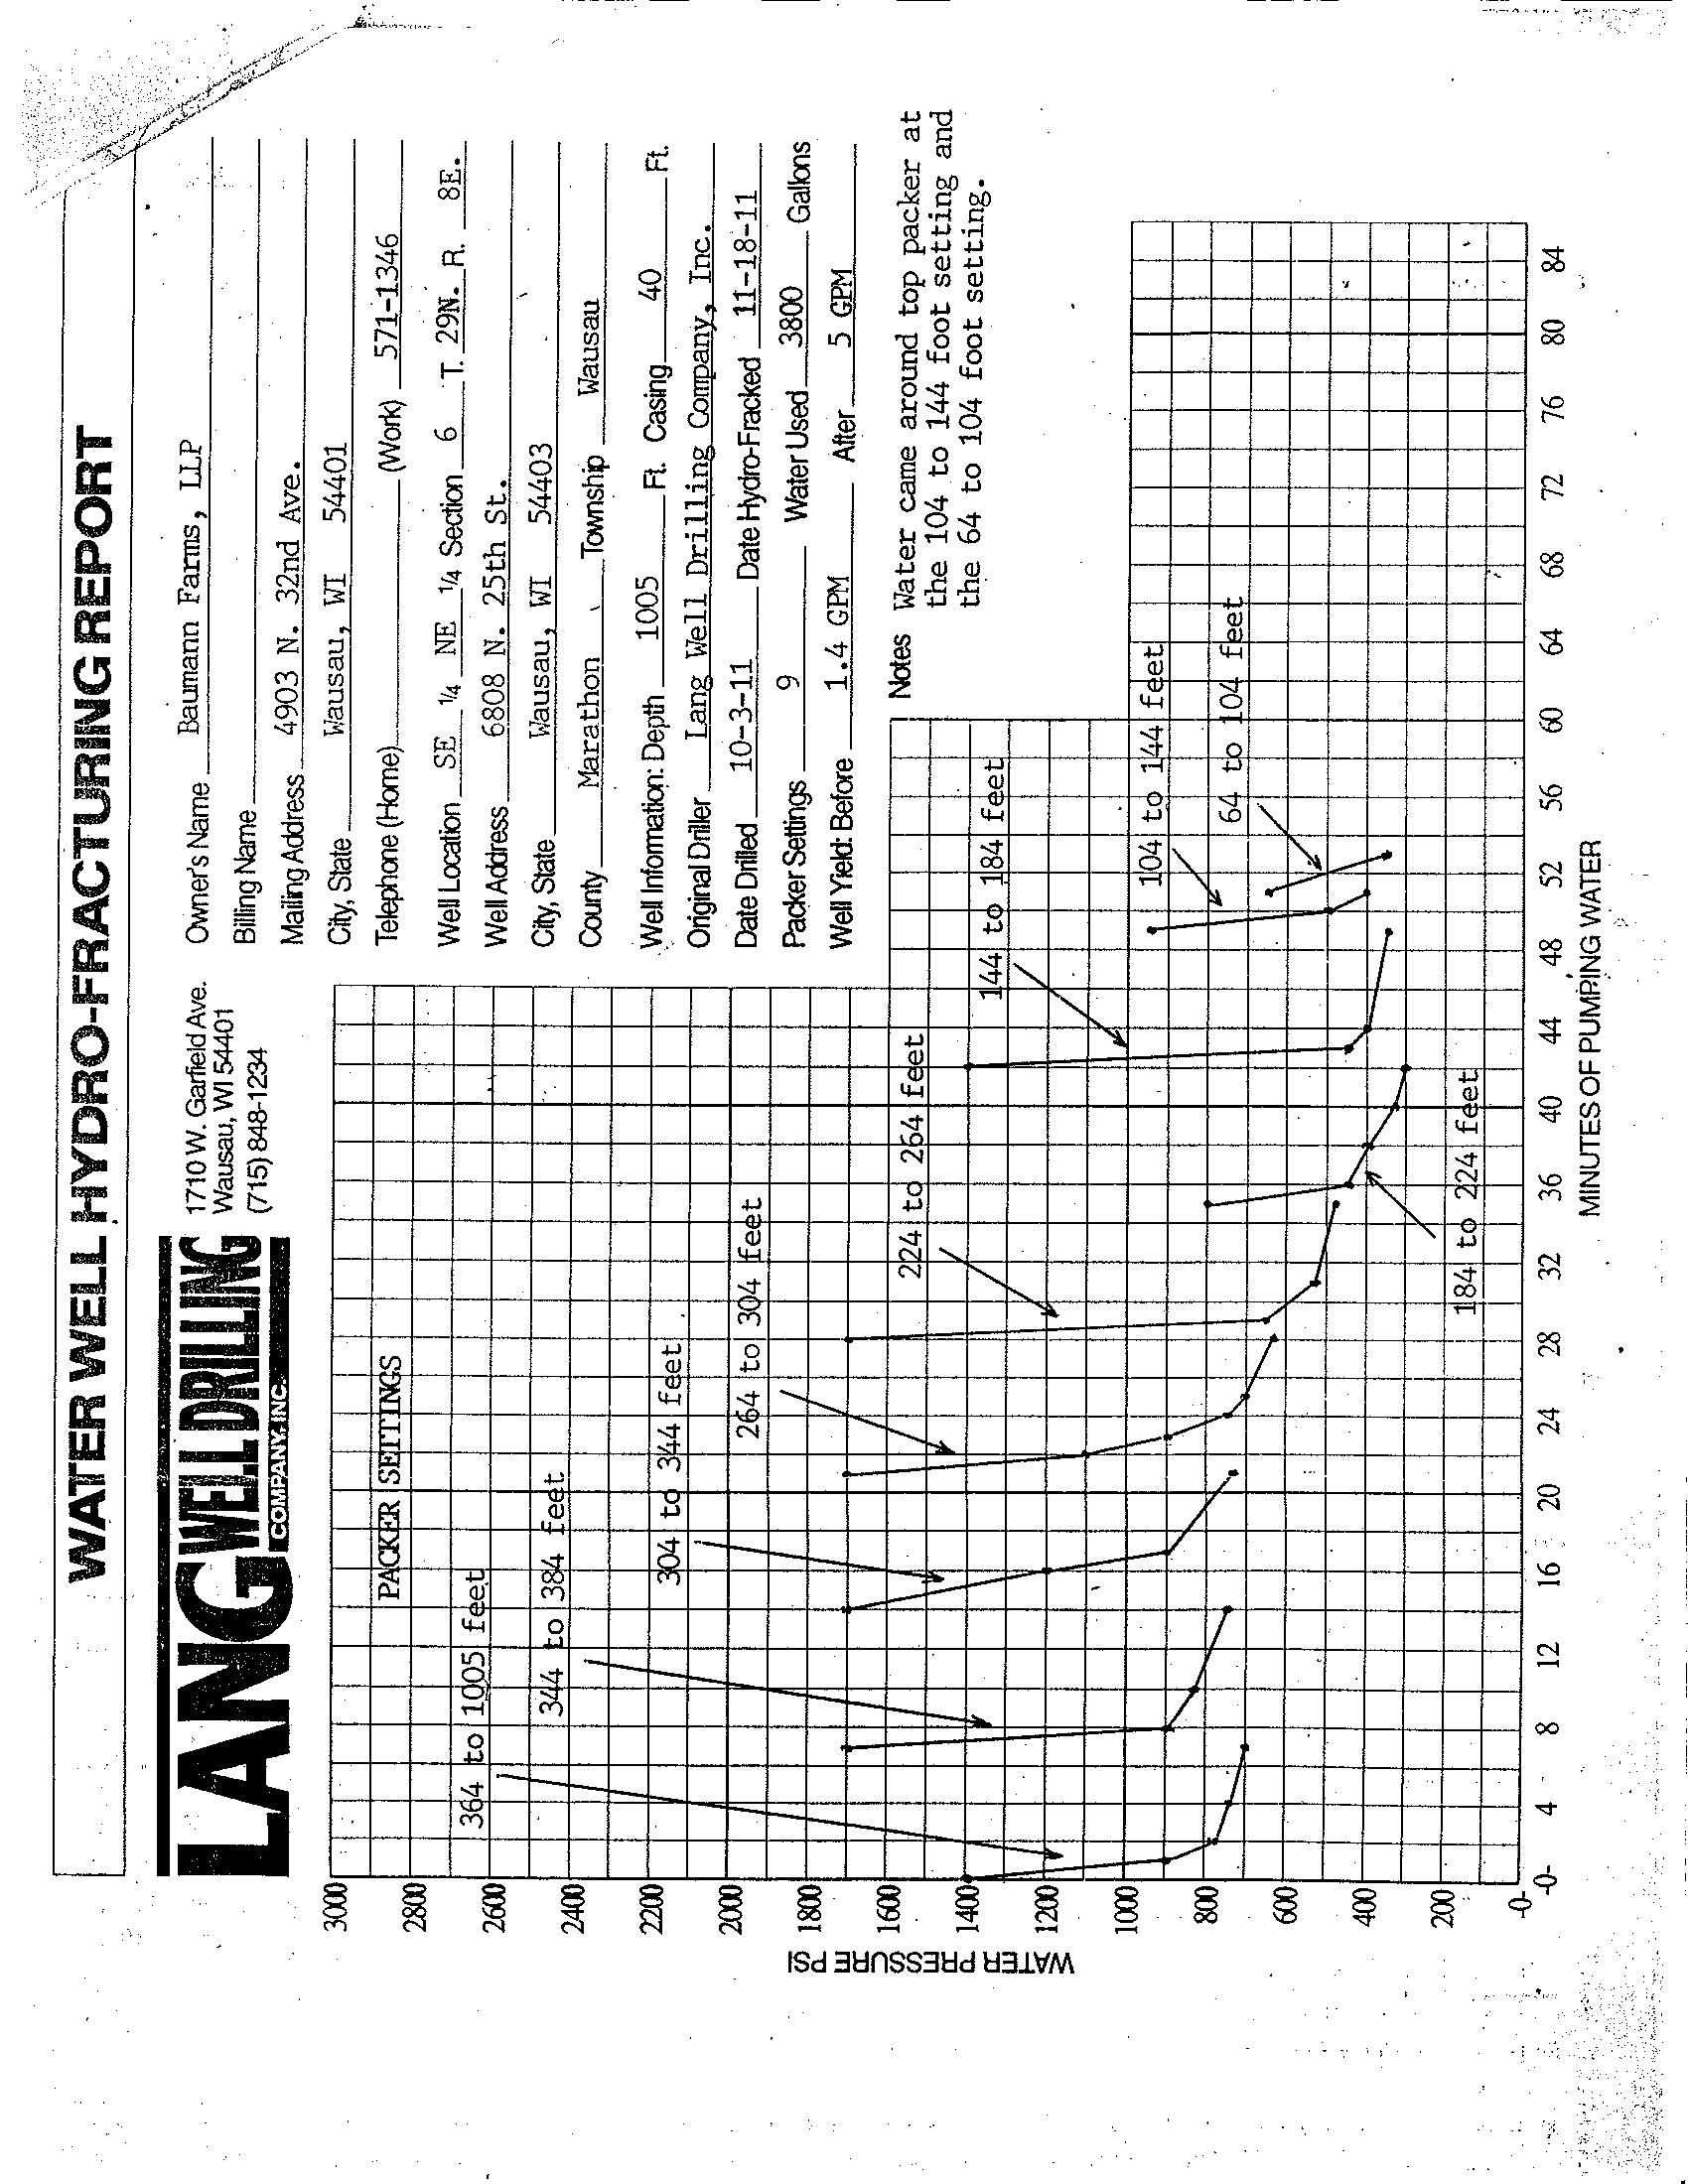 WATER WELL HYDRO-FRACTURING REPORT
LANG WELL DRILLING
COMPANY, INC.
1710 W. Garfield Ave.
Wausau, WI 54401
(715) 848-1234
Owner's Name Baumann Farms, LLP
Billing Name
Mailing Address 4903 N. 32nd Ave.
City, State Wausau, WI 54401
Telephone (Home) (Work) 571-1346
Well Location SE 1/4 NE 1/4 Section 6 T. 29N. R. 8E.
Well Address 6808 N. 25th St.
City, State Wausau, WI 54403
County Marathon Township Wausau
Well Information: Depth 1005 Ft. Casing 40 Ft.
Original Driller Lang Well Drilling Company, Inc.
Date Drilled 10-3-11 Date Hydro-Fracked 11-18-11
Packer Settings 9 Water Used 3800 Gallons
Well Yield: Before 1.4 GPM After 5 GPM
Notes Water came around top packer at
the 104 to 144 foot setting and
the 64 to 104 foot setting.
PACKER SETTINGS
364 to 1005 feet
344 to 384 feet
304 to 344 feet
264 to 304 feet
224 to 264 feet
144 to 184 feet
104 to 144 feet
64 to 104 feet
184 to 224 feet
WATER PRESSURE PSI
3000
2800
2600
2400
2200
2000
1800
1600
1400
1200
1000
800
600
400
200
-0-
-0- 4 8 12 16 20 24 28 32 36 40 44 48 52 56 60 64 68 72 76 80 84
MINUTES OF PUMPING WATER